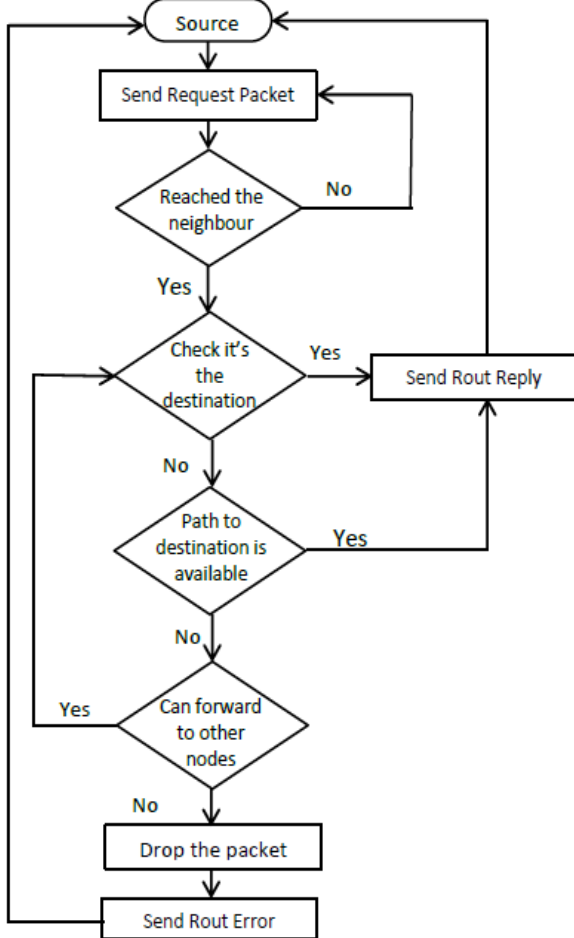 Source
Send Request Packet
Reached the
neighbour
No
Yes
Check it's
the
destination
Yes
Send Rout Reply
No
Path to
destination is
available
Yes
No
Can forward
to other
nodes
Yes
No
Drop the packet
Send Rout Error